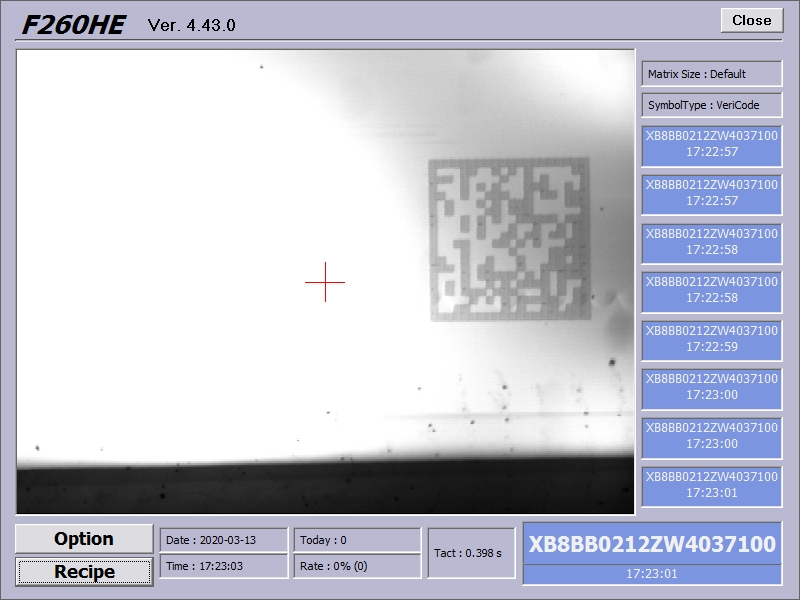 F260HE Ver. 4.43.0
Close
Matrix Size : Default
SymbolType : VeriCode
XB8BB0212ZW4037100
17:22:57
XB8BB0212ZW4037100
17:22:57
XB8BB0212ZW4037100
17:22:58
XB8BB0212ZW4037100
17:22:58
XB8BB0212ZW4037100
17:22:59
XB8BB0212ZW4037100
17:23:00
XB8BB0212ZW4037100
17:23:00
XB8BB0212ZW4037100
17:23:01
Option
Recipe
Date : 2020-03-13
Time : 17:23:03
Today : 0
Rate : 0% (0)
Tact : 0.398 s
XB8BB0212ZW4037100
17:23:01